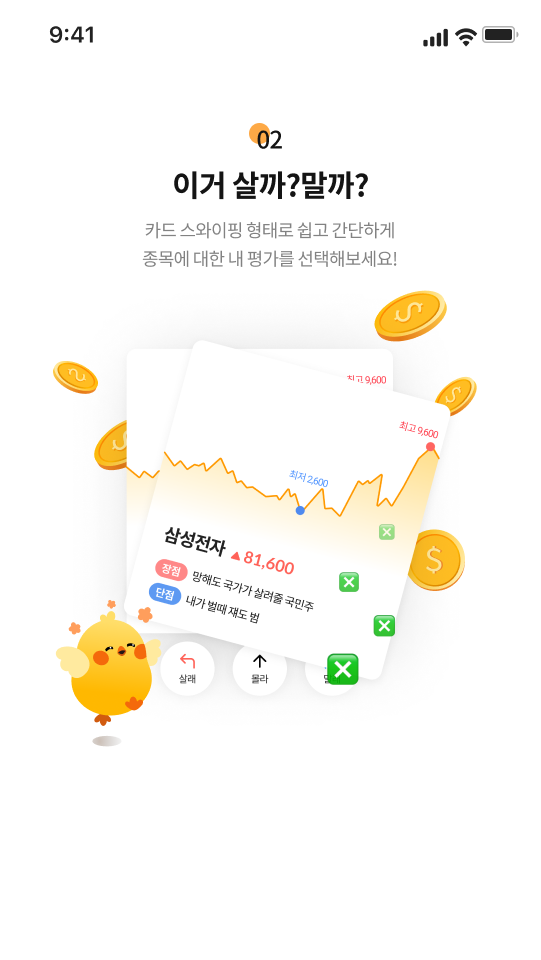 9:41
02
이거 살까?말까?
카드 스와이핑 형태로 쉽고 간단하게
종목에 대한 내 평가를 선택해보세요!
최고 9,600
최고 9,600
최저 2,600
삼성전자 ▲81,600
장점 망해도 국가가 살려줄 국민주
단점 내가 벌때 쟤도 범
살래
몰라